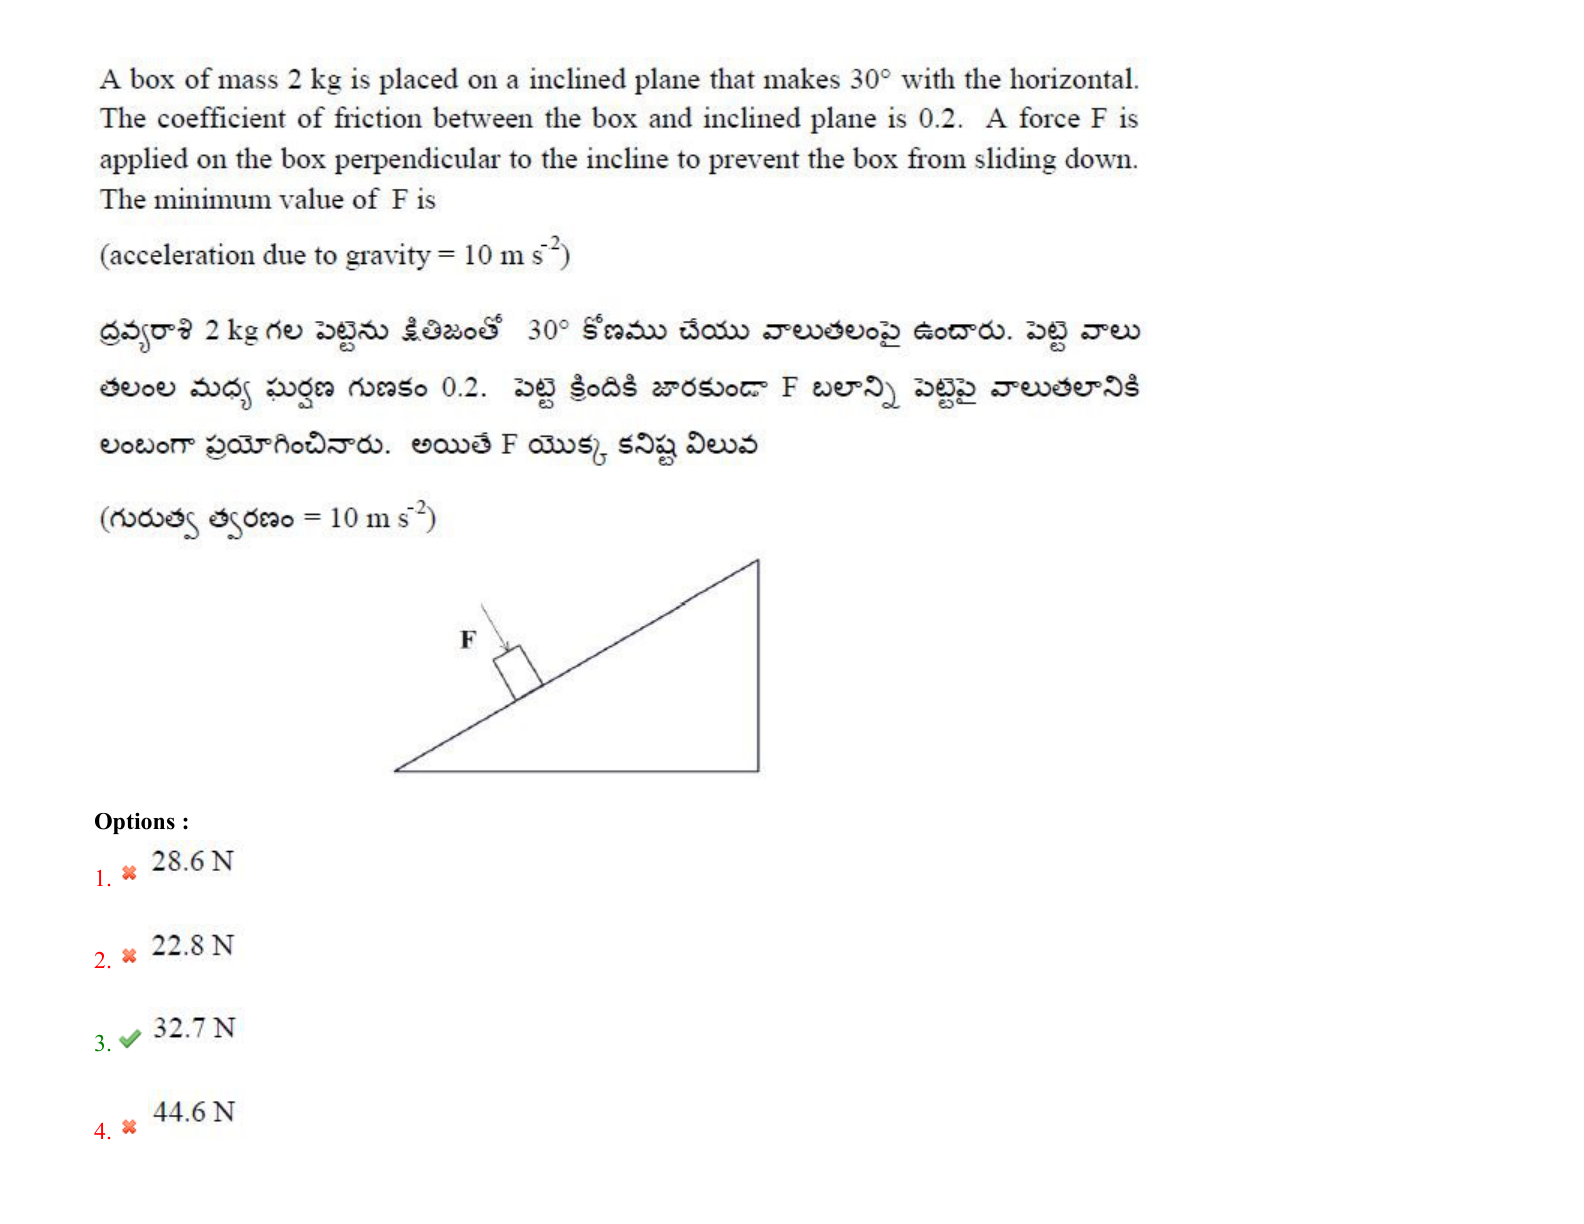 A box of mass 2 kg is placed on a inclined plane that makes 30° with the horizontal.
The coefficient of friction between the box and inclined plane is 0.2. A force F is
applied on the box perpendicular to the incline to prevent the box from sliding down.
The minimum value of F is
(acceleration due to gravity = 10 m s⁻²)
ద్రవ్యరాశి 2 kg గల పెట్టెను క్షితిజంతో 30° కోణము చేయు వాలుతలంపై ఉంచారు. పెట్టె వాలు
తలంల మధ్య ఘర్షణ గుణకం 0.2. పెట్టె క్రిందికి జారకుండా F బలాన్ని పెట్టెపై వాలుతలానికి
లంబంగా ప్రయోగించినారు. అయితే F యొక్క కనిష్ట విలువ
(గురుత్వ త్వరణం = 10 m s⁻²)
F
Options :
1. 28.6 N
2. 22.8 N
3. 32.7 N
4. 44.6 N